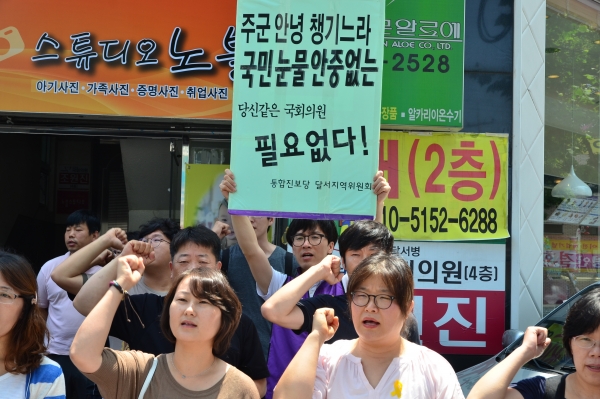 스튜디오 노
아기사진 · 가족사진 · 증명사진 · 취업사진
주군 안녕 챙기느라
국민 눈물 안중없는
당신같은 국회의원
필요없다!
통합진보당 달서지역위원회
알로에
ALOE CO., LTD
-2528
· 알카리이온수기
(2층)
10-5152-6288
달서병
의원(4층)
진